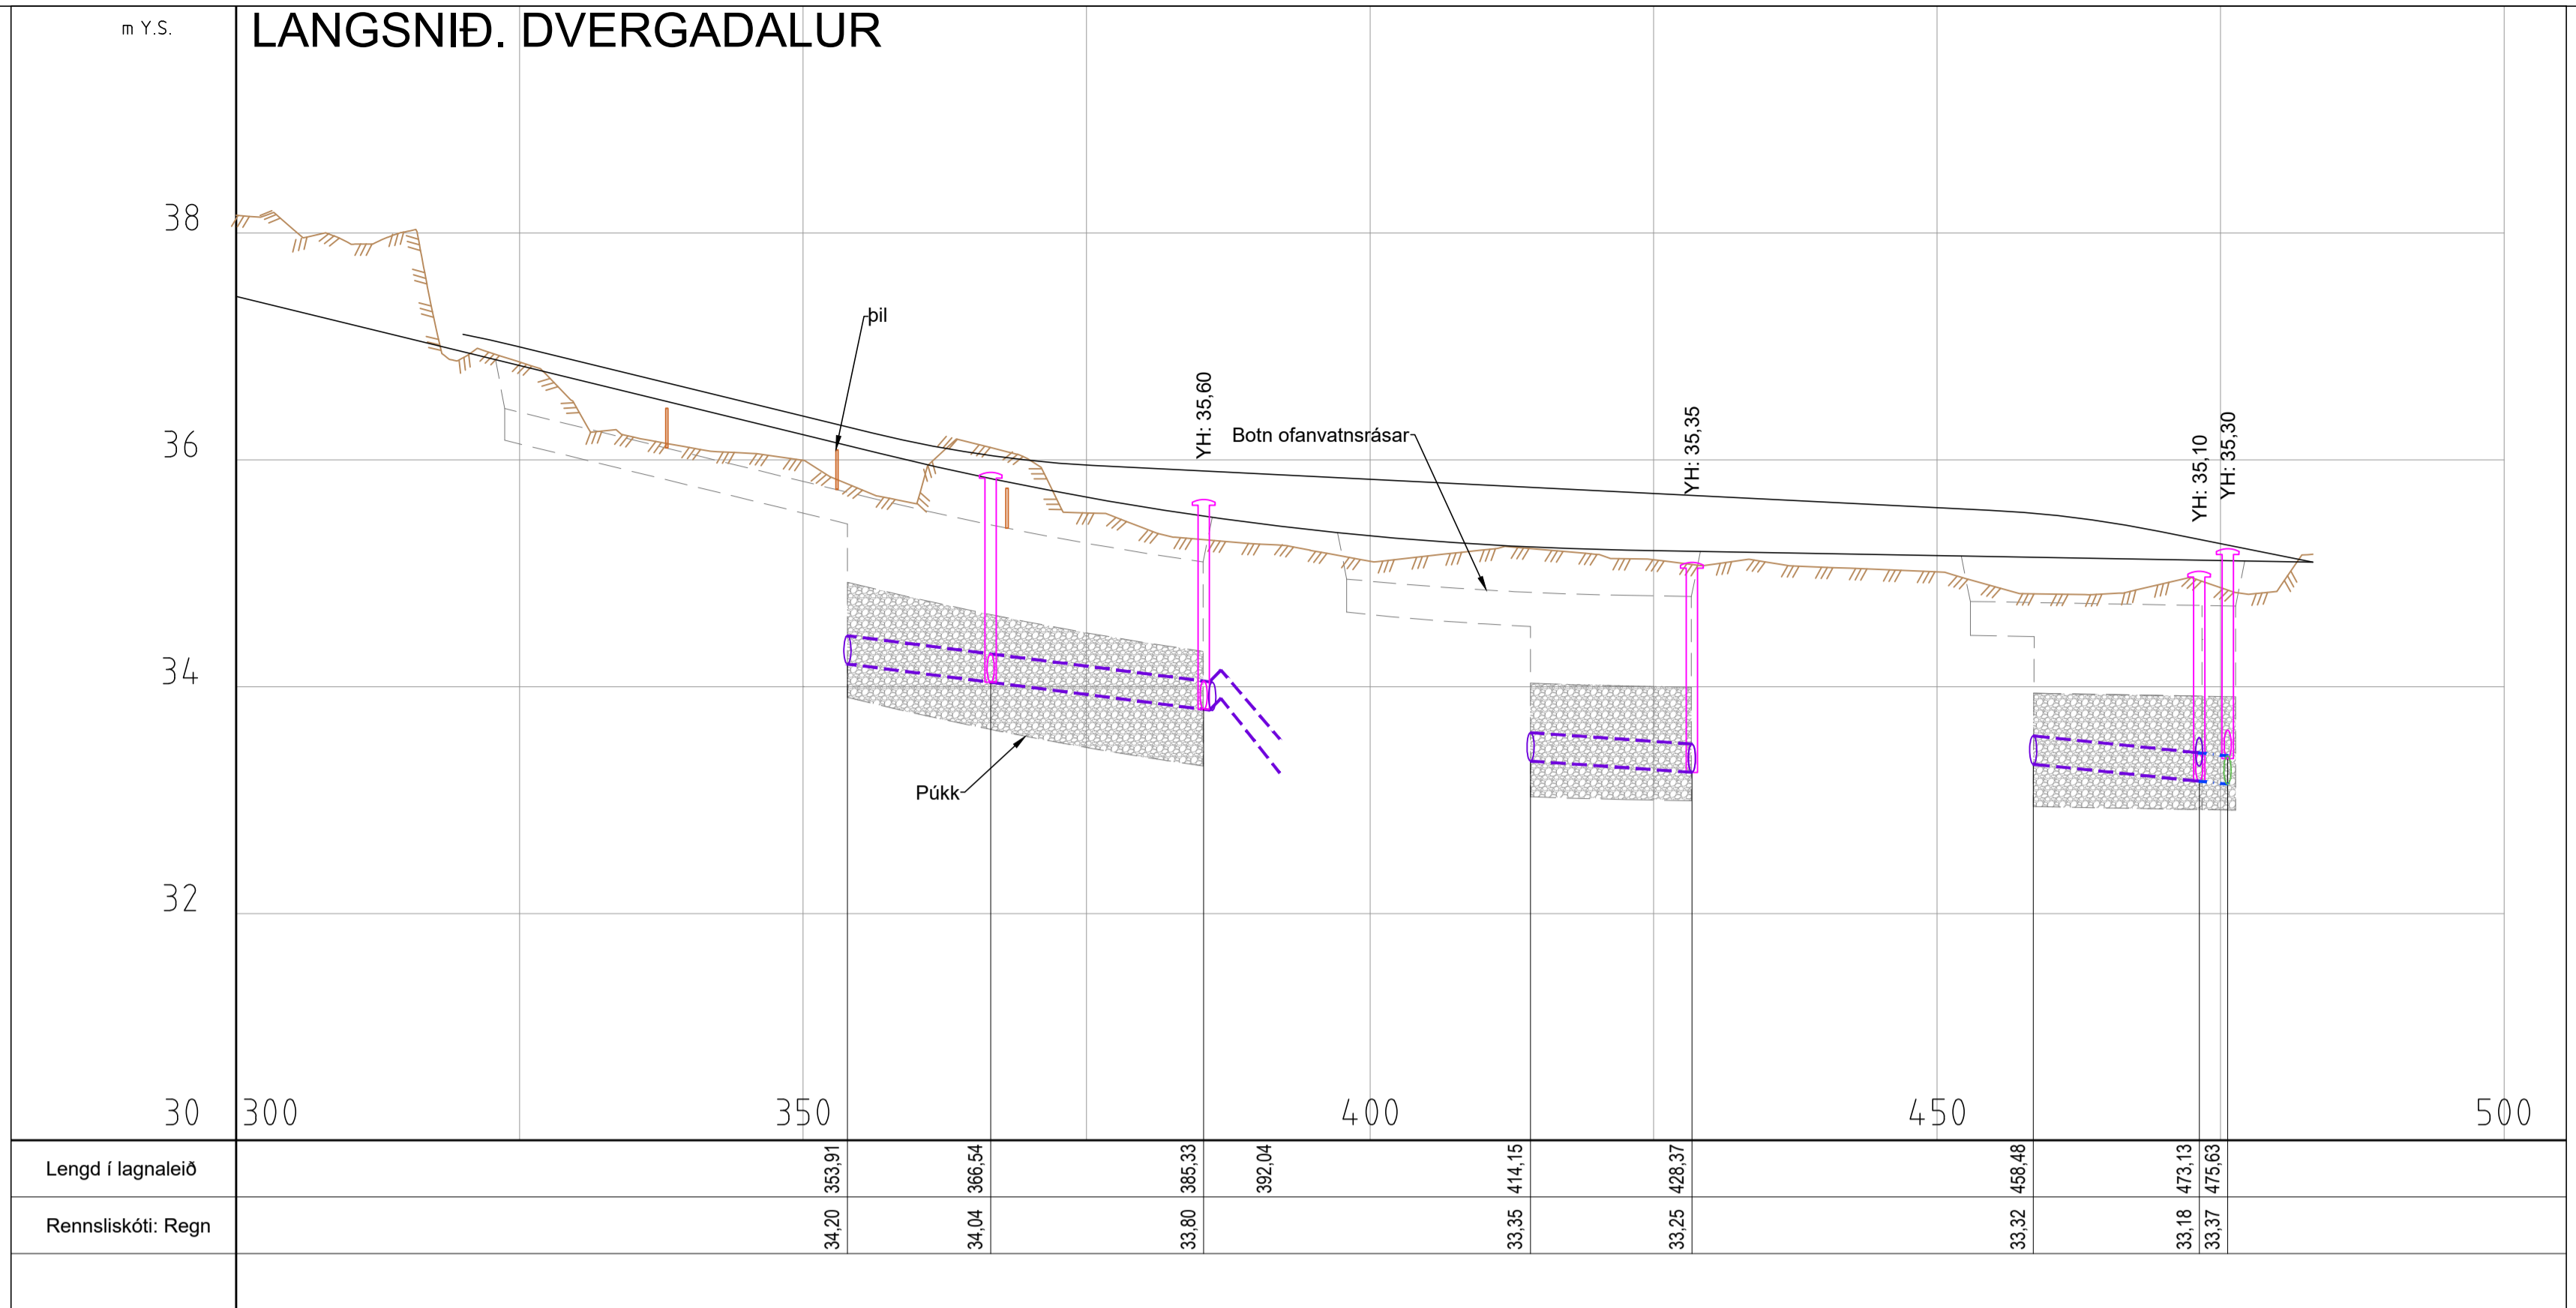 m Y.S.
LANGSNIÐ. DVERGADALUR
38
þil
YH: 35,60
Botn ofanvatnsrásar
YH: 35,35
YH: 35,10
YH: 35,30
36
34
Púkk
32
30
300
350
400
450
500
Lengd í lagnaleið
353,91
366,54
385,33
392,04
414,15
428,37
458,48
473,13
475,63
Rennsliskóti: Regn
34,20
34,04
33,80
33,35
33,25
33,32
33,18
33,37